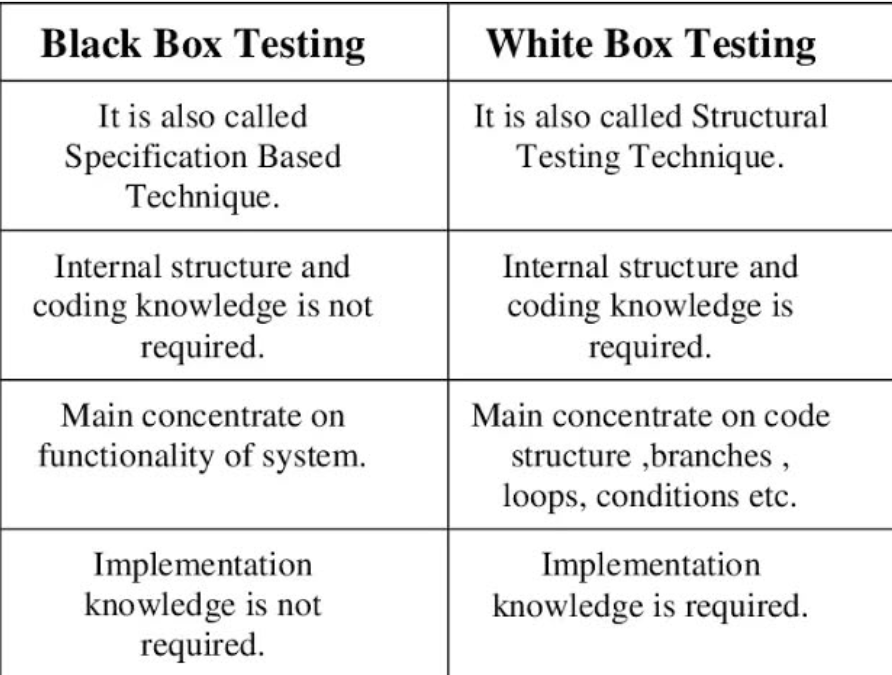 Black Box Testing
White Box Testing
It is also called
Specification Based
Technique.
It is also called Structural
Testing Technique.
Internal structure and
coding knowledge is not
required.
Internal structure and
coding knowledge is
required.
Main concentrate on
functionality of system.
Main concentrate on code
structure ,branches ,
loops, conditions etc.
Implementation
knowledge is not
required.
Implementation
knowledge is required.